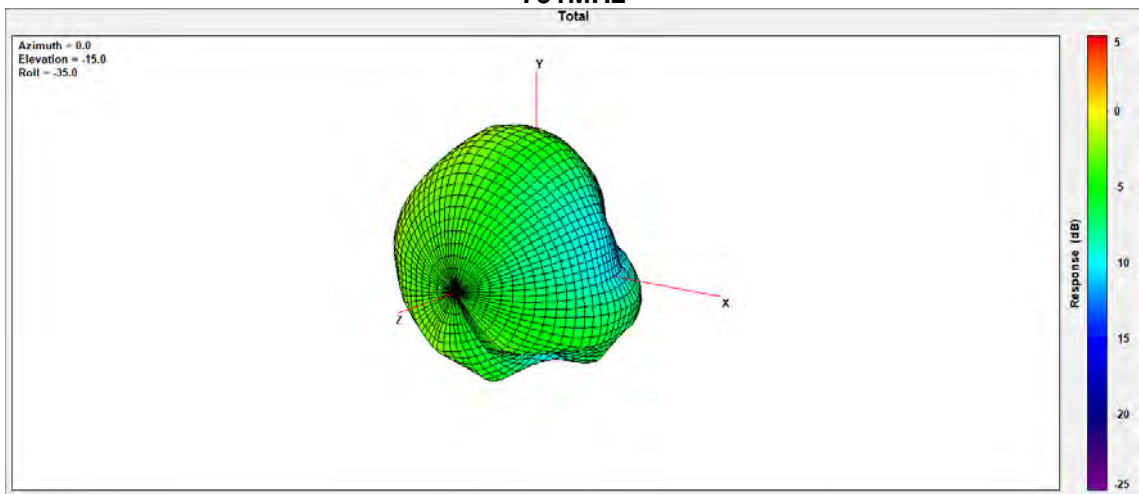 Total
Azimuth = 0.0
Elevation = -15.0
Roll = -35.0
Y
X
Z
5
0
5
10
15
-20
-25
Response (dB)